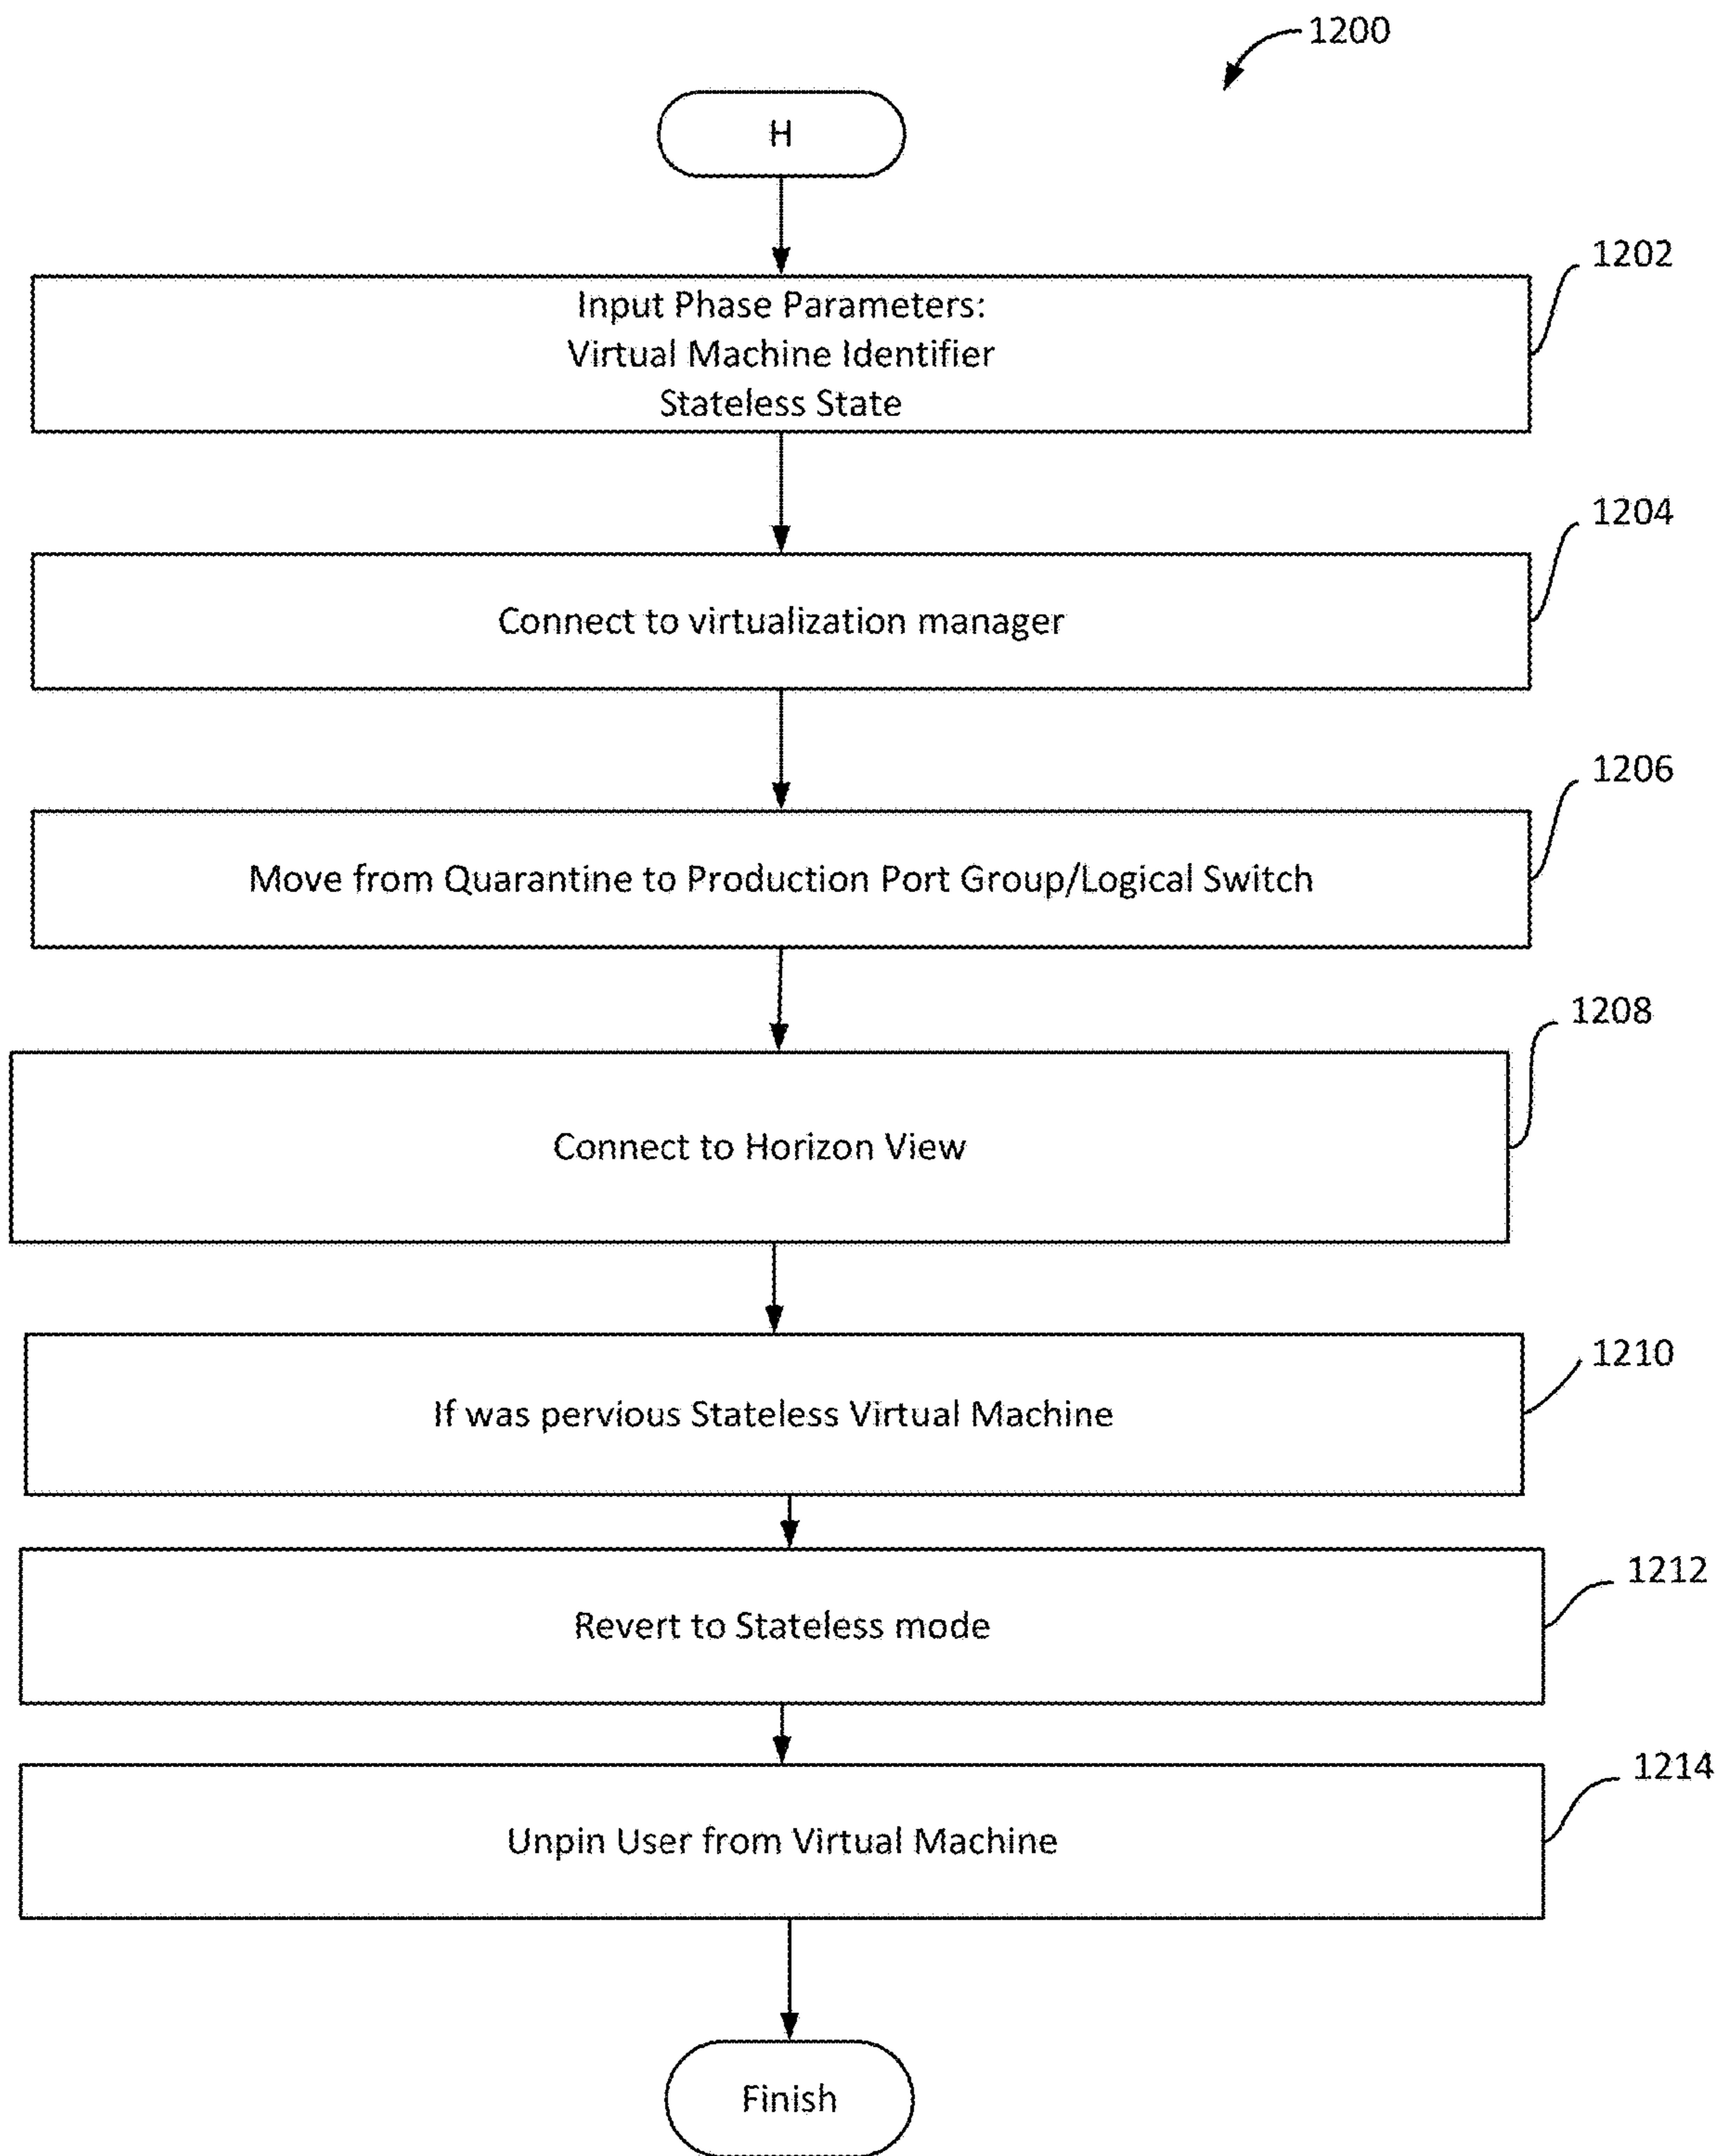 1200
H
1202
Input Phase Parameters:
Virtual Machine Identifier
Stateless State
1204
Connect to virtualization manager
1206
Move from Quarantine to Production Port Group/Logical Switch
1208
Connect to Horizon View
1210
If was pervious Stateless Virtual Machine
1212
Revert to Stateless mode
1214
Unpin User from Virtual Machine
Finish